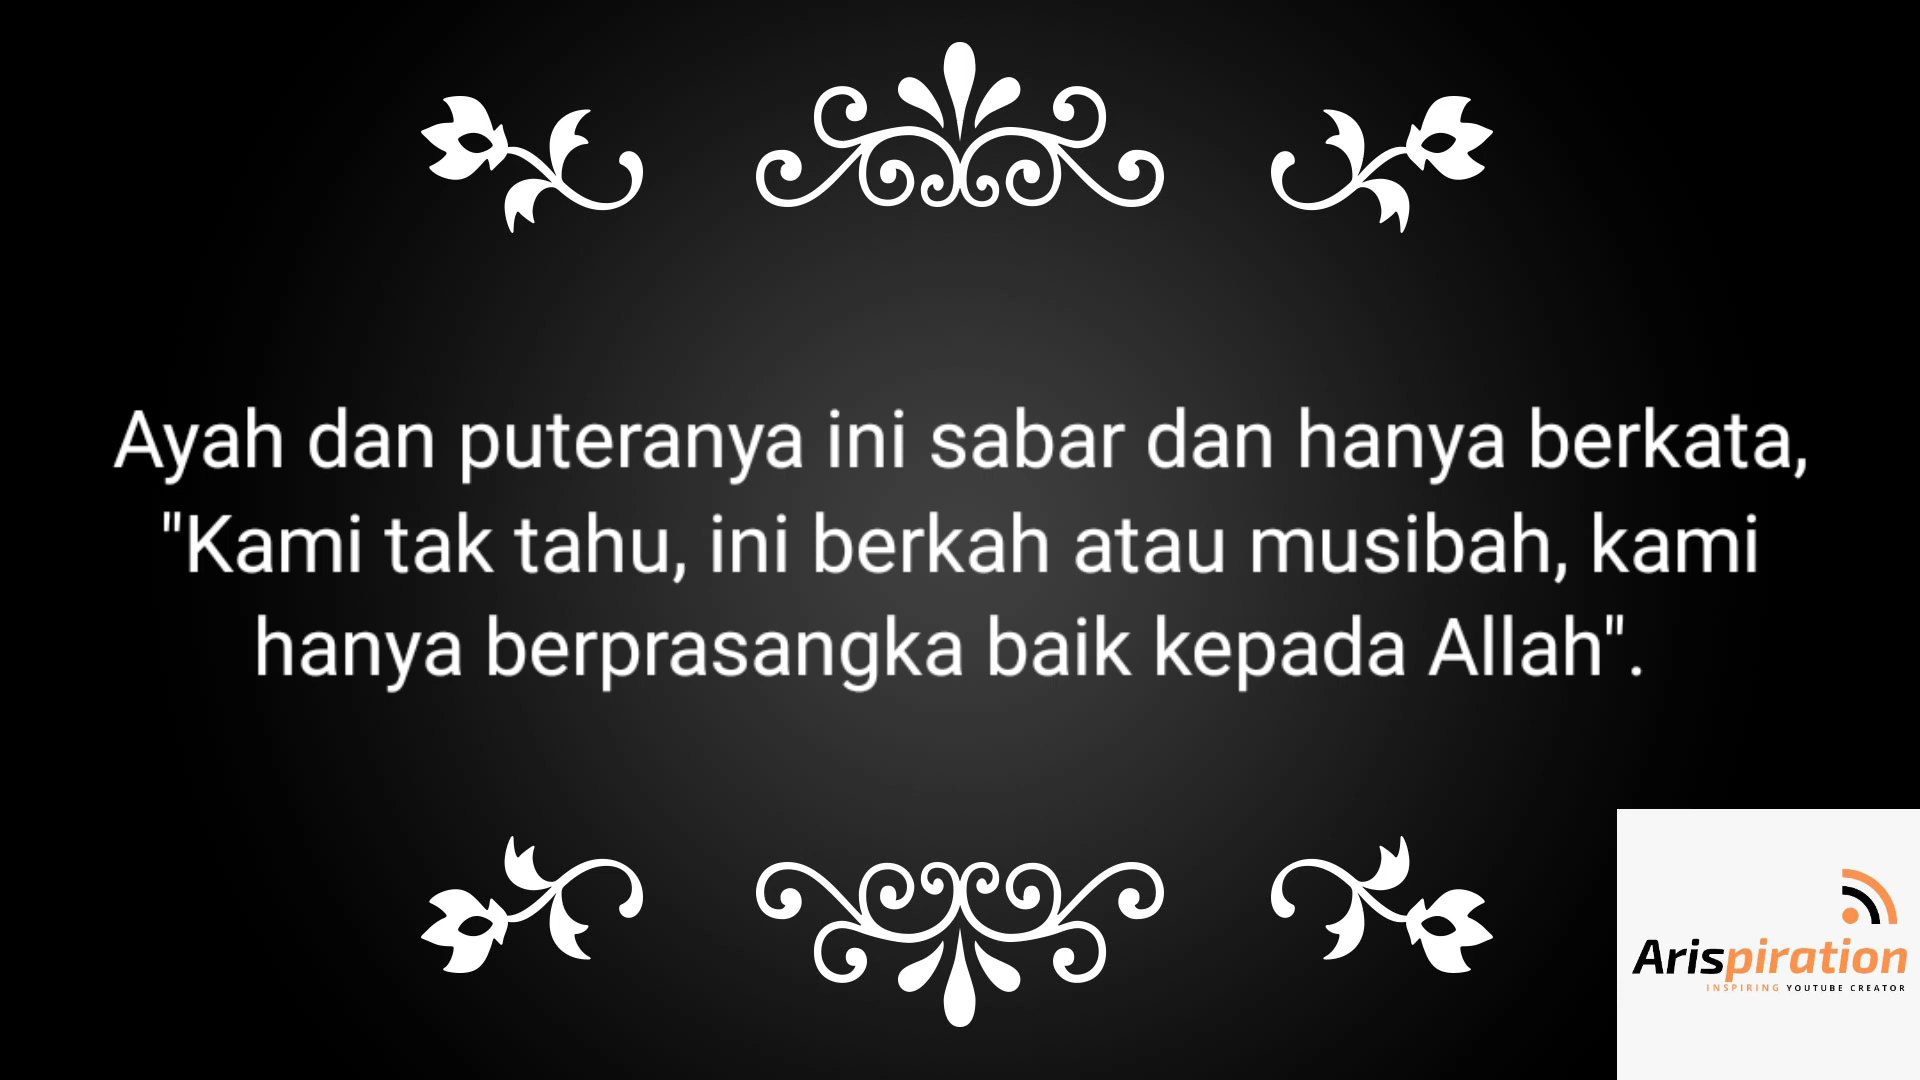 Ayah dan puteranya ini sabar dan hanya berkata,
"Kami tak tahu, ini berkah atau musibah, kami
hanya berprasangka baik kepada Allah".
Arispiration
INSPIRING YOUTUBE CREATOR